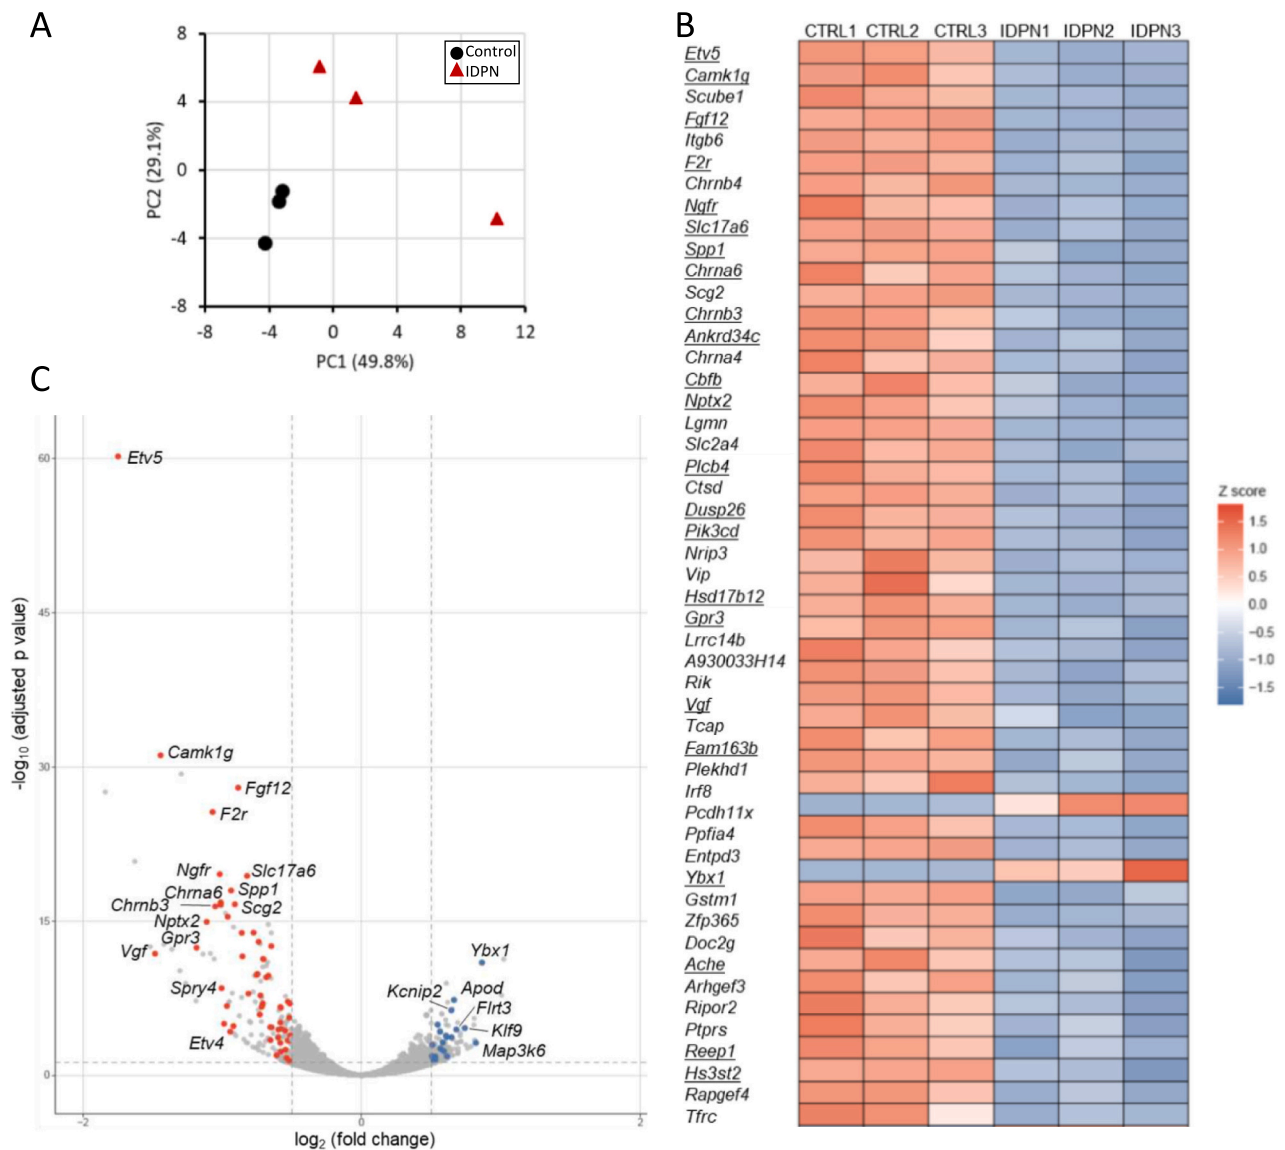 A
8
4
0
-4
-8
-8
-4
0
4
8
12
PC2 (29.1%)
PC1 (49.8%)
Control
IDPN
B
CTRL1 CTRL2 CTRL3 IDPN1 IDPN2 IDPN3
Etv5
Camk1g
Scube1
Fgf12
Itgb6
F2r
Chrnb4
Ngfr
Slc17a6
Spp1
Chrna6
Scg2
Chrnb3
Ankrd34c
Chrna4
Cbfb
Nptx2
Lgmn
Slc2a4
Plcb4
Ctsd
Dusp26
Pik3cd
Nrip3
Vip
Hsd17b12
Gpr3
Lrrc14b
A930033H14
Rik
Vgf
Tcap
Fam163b
Plekhd1
Irf8
Pcdh11x
Ppfia4
Entpd3
Ybx1
Gstm1
Zfp365
Doc2g
Ache
Arhgef3
Ripor2
Ptprs
Reep1
Hs3st2
Rapgef4
Tfrc
Z score
1.5
1.0
0.5
0.0
−0.5
−1.0
−1.5
C
60
45
30
15
0
−2
0
2
-log10 (adjusted p value)
log2 (fold change)
Etv5
Camk1g
Fgf12
F2r
Ngfr
Slc17a6
Chrna6
Spp1
Chrnb3
Scg2
Nptx2
Gpr3
Vgf
Spry4
Etv4
Ybx1
Kcnip2
Apod
Flrt3
Klf9
Map3k6